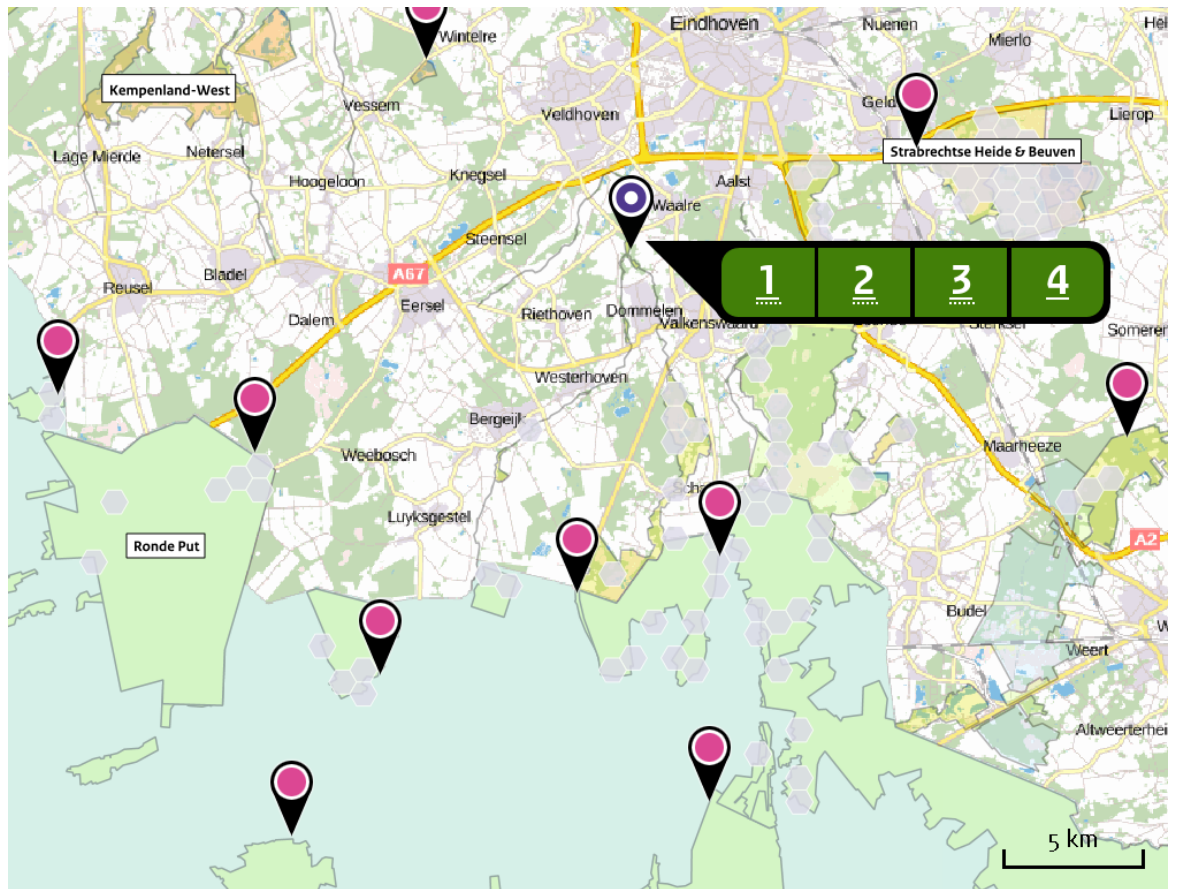 Eindhoven
Nuenen
Wintelre
Mierlo
Kempenland-West
Vessem
Veldhoven
Geld
Lierop
Lage Mierde
Netersel
Strabrechtse Heide & Beuven
Hoogeloon
Knegsel
Aalst
Waalre
Steensel
Bladel
A67
1 2 3 4
Reusel
Eersel
Dalem
Riethoven
Dommelen
Valkenswaard
Someren
Westerhoven
Bergeijk
Maarheeze
Weebosch
Luyksgestel
Ronde Put
A2
Budel
Weert
Altweerterhei
5 km